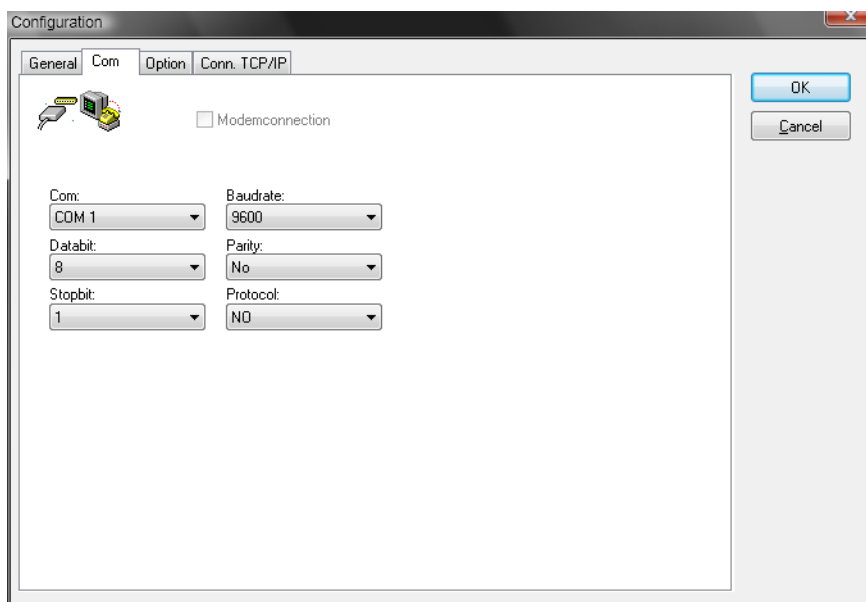 Configuration
General Com Option Conn. TCP/IP
OK
Cancel
Modemconnection
Com: Baudrate:
COM 1 9600
Databit: Parity:
8 No
Stopbit: Protocol:
1 NO